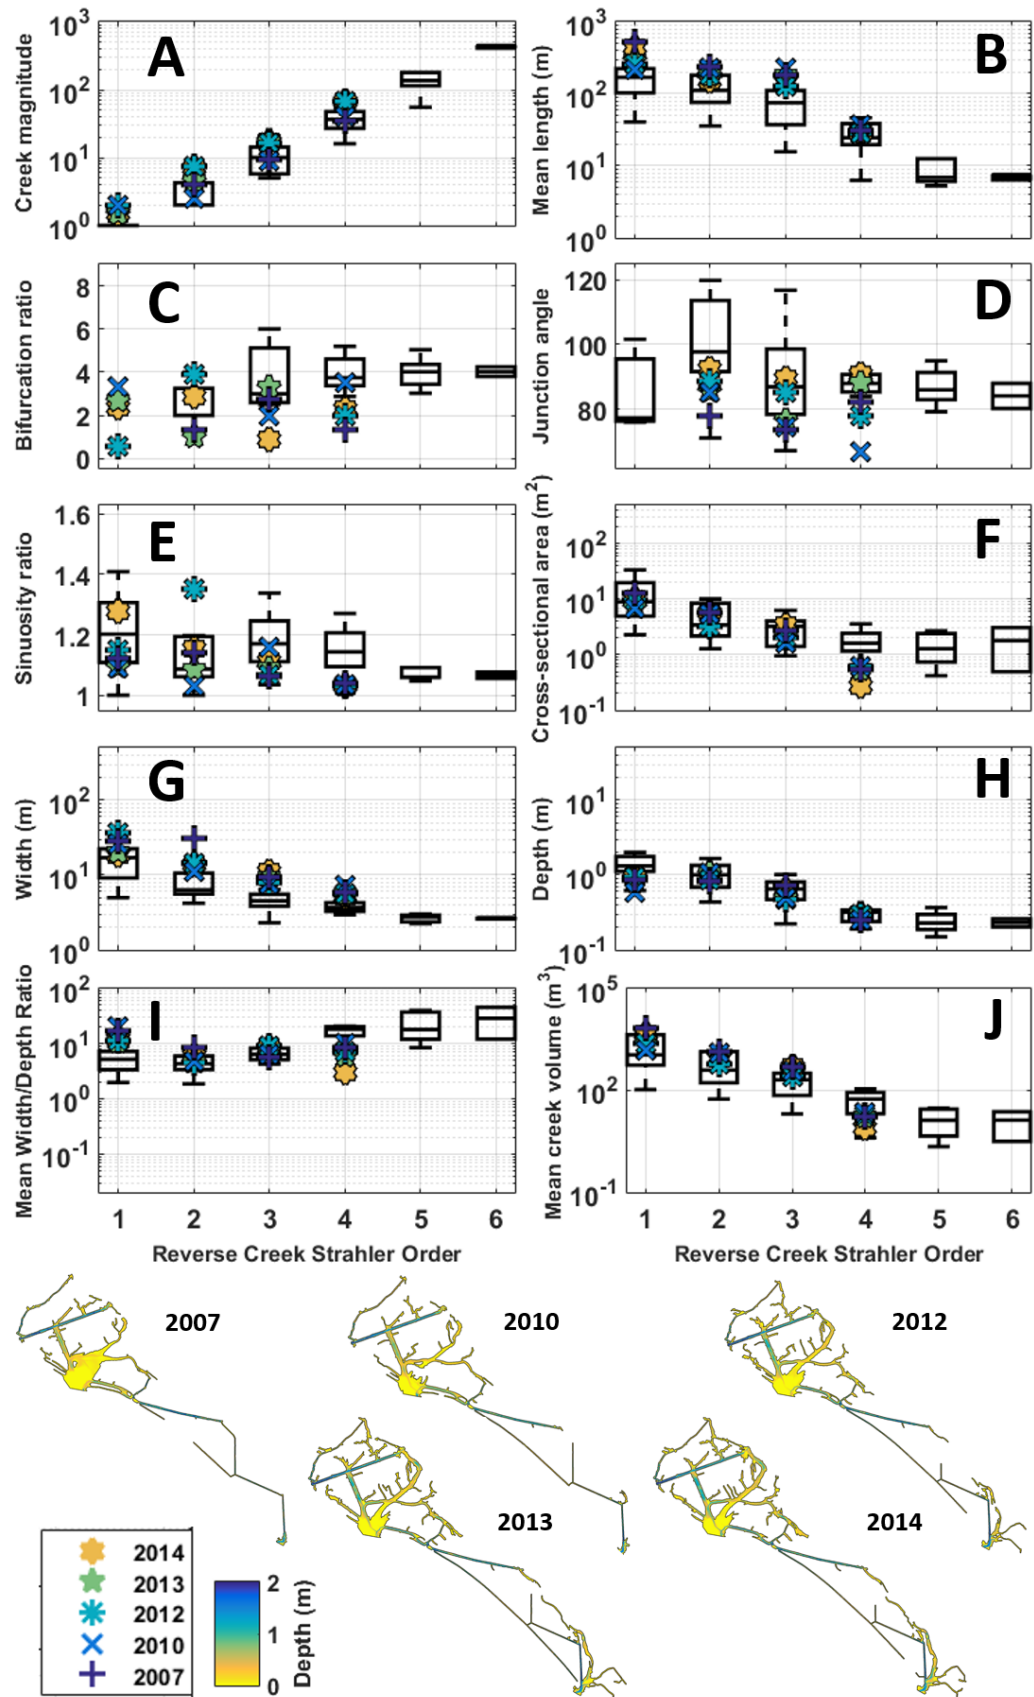 A
Creek magnitude
10³
10²
10¹
10⁰
B
Mean length (m)
10³
10²
10¹
10⁰
C
Bifurcation ratio
8
6
4
2
0
D
Junction angle
120
100
80
E
Sinuosity ratio
1.6
1.4
1.2
1
F
Cross-sectional area (m²)
10²
10¹
10⁰
10⁻¹
G
Width (m)
10²
10¹
10⁰
H
Depth (m)
10¹
10⁰
10⁻¹
I
Mean Width/Depth Ratio
10²
10¹
10⁰
10⁻¹
1 2 3 4 5 6
Reverse Creek Strahler Order
J
Mean creek volume (m³)
10⁵
10²
10⁻¹
1 2 3 4 5 6
Reverse Creek Strahler Order
2007
2010
2012
2013
2014
2014
2013
2012
2010
2007
2
1
0
Depth (m)